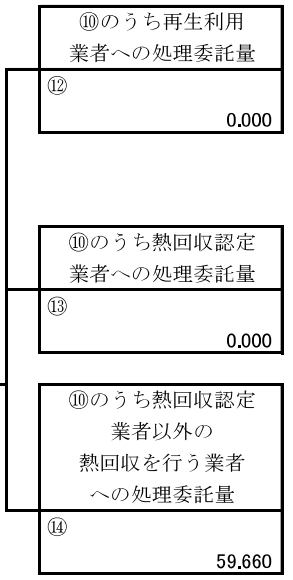 ⑩のうち再生利用
業者への処理委託量
⑫
0.000
⑩のうち熱回収認定
業者への処理委託量
⑬
0.000
⑩のうち熱回収認定
業者以外の
熱回収を行う業者
への処理委託量
⑭
59.660